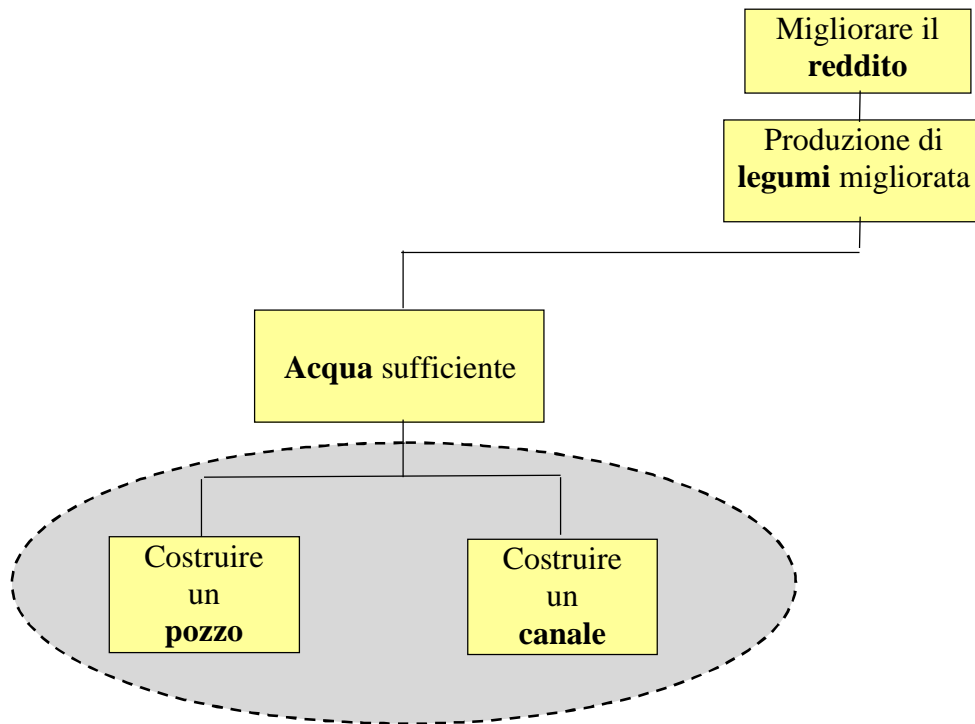 Migliorare il
reddito
Produzione di
legumi migliorata
Acqua sufficiente
Costruire
un
pozzo
Costruire
un
canale